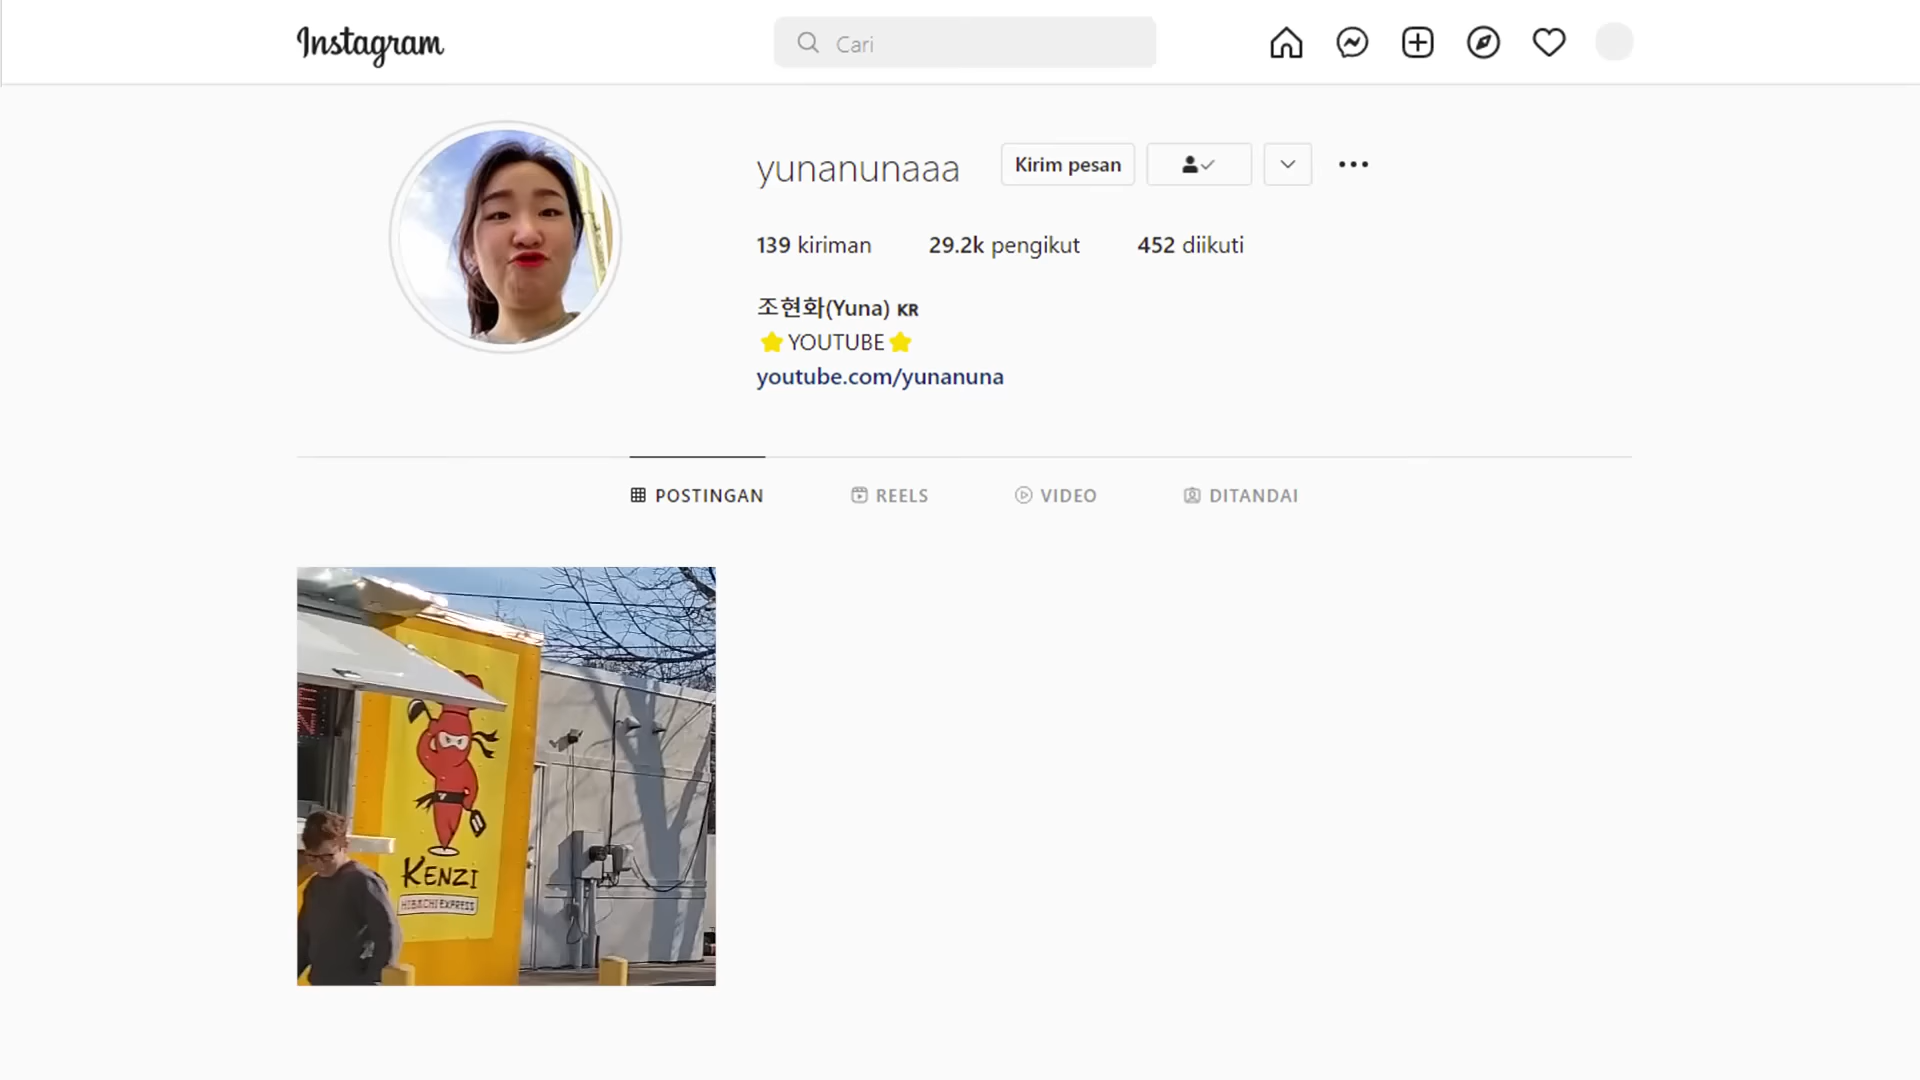 Instagram
Cari
yunanunaaa
Kirim pesan
139 kiriman 29.2k pengikut 452 diikuti
조현화(Yuna) KR
⭐YOUTUBE⭐
youtube.com/yunanuna
POSTINGAN REELS VIDEO DITANDAI
KENZI
HIBACHI EXPRESS